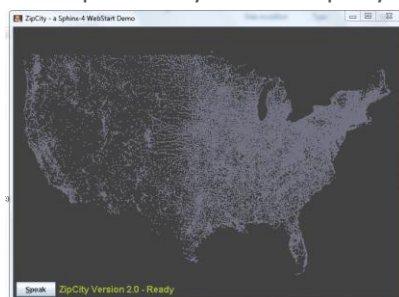 ZipCity - a Sphinx-4 WebStart Demo
Speak
ZipCity Version 2.0 - Ready